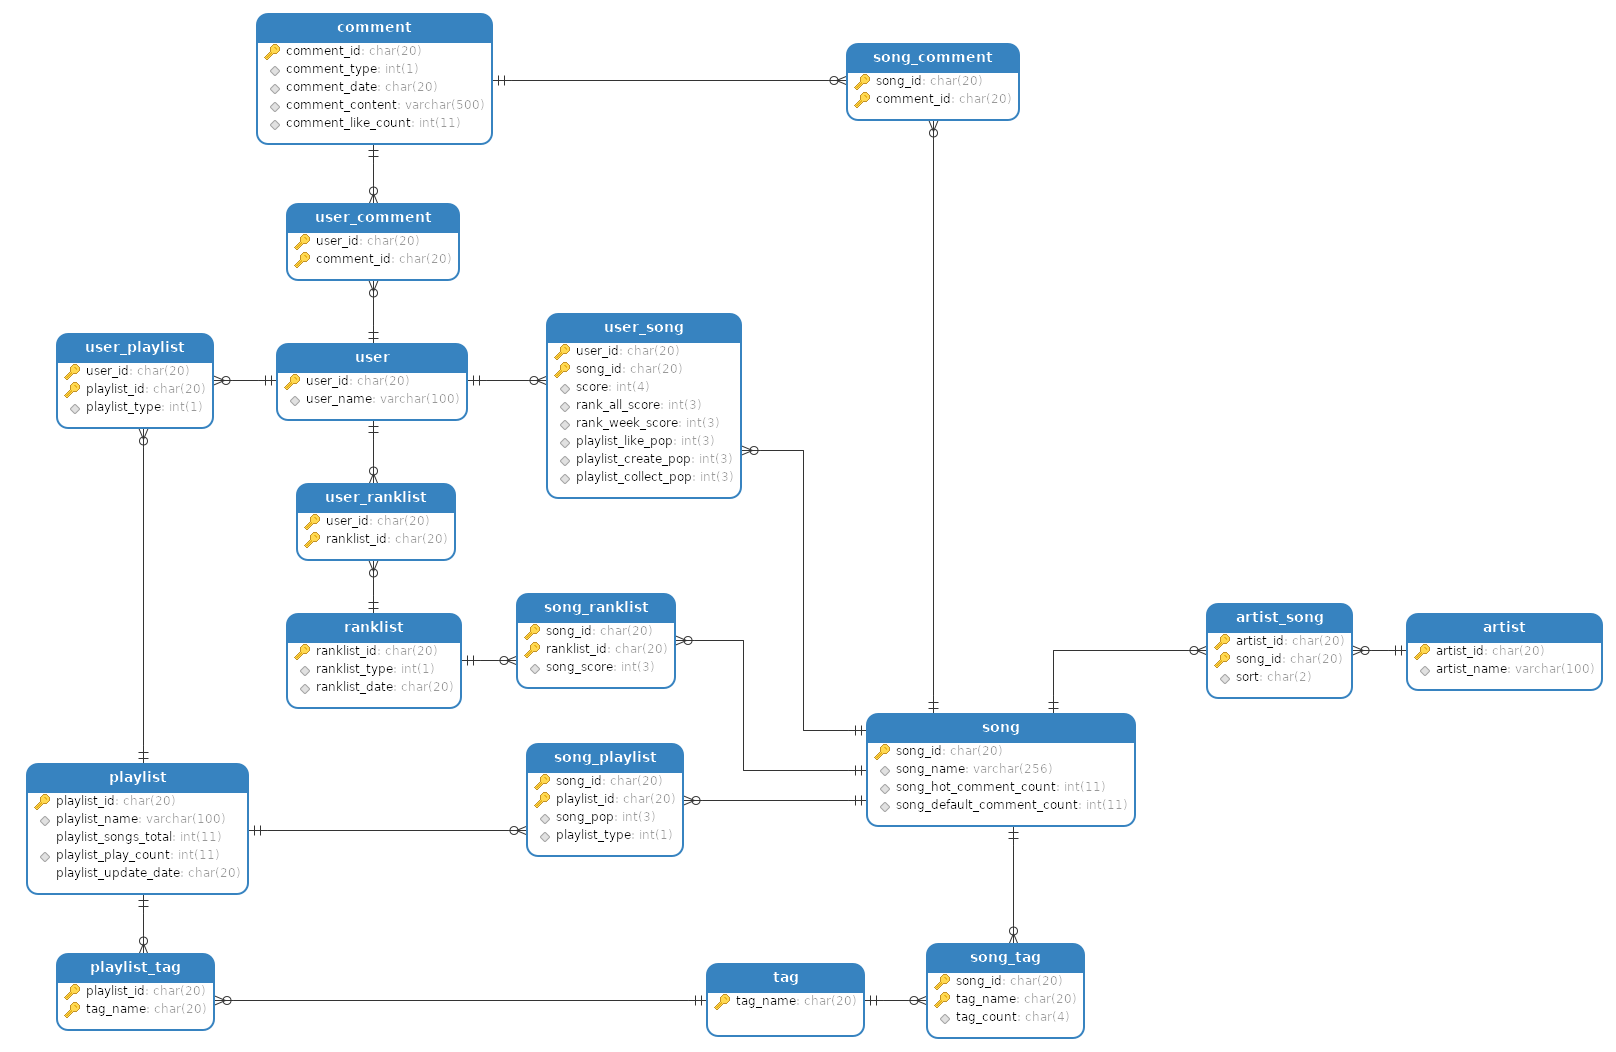 comment
comment_id: char(20)
comment_type: int(1)
comment_date: char(20)
comment_content: varchar(500)
comment_like_count: int(11)
song_comment
song_id: char(20)
comment_id: char(20)
user_comment
user_id: char(20)
comment_id: char(20)
user_playlist
user_id: char(20)
playlist_id: char(20)
playlist_type: int(1)
user
user_id: char(20)
user_name: varchar(100)
user_song
user_id: char(20)
song_id: char(20)
score: int(4)
rank_all_score: int(3)
rank_week_score: int(3)
playlist_like_pop: int(3)
playlist_create_pop: int(3)
playlist_collect_pop: int(3)
user_ranklist
user_id: char(20)
ranklist_id: char(20)
ranklist
ranklist_id: char(20)
ranklist_type: int(1)
ranklist_date: char(20)
song_ranklist
song_id: char(20)
ranklist_id: char(20)
song_score: int(3)
artist_song
artist_id: char(20)
song_id: char(20)
sort: char(2)
artist
artist_id: char(20)
artist_name: varchar(100)
song
song_id: char(20)
song_name: varchar(256)
song_hot_comment_count: int(11)
song_default_comment_count: int(11)
song_playlist
song_id: char(20)
playlist_id: char(20)
song_pop: int(3)
playlist_type: int(1)
playlist
playlist_id: char(20)
playlist_name: varchar(100)
playlist_songs_total: int(11)
playlist_play_count: int(11)
playlist_update_date: char(20)
playlist_tag
playlist_id: char(20)
tag_name: char(20)
tag
tag_name: char(20)
song_tag
song_id: char(20)
tag_name: char(20)
tag_count: char(4)